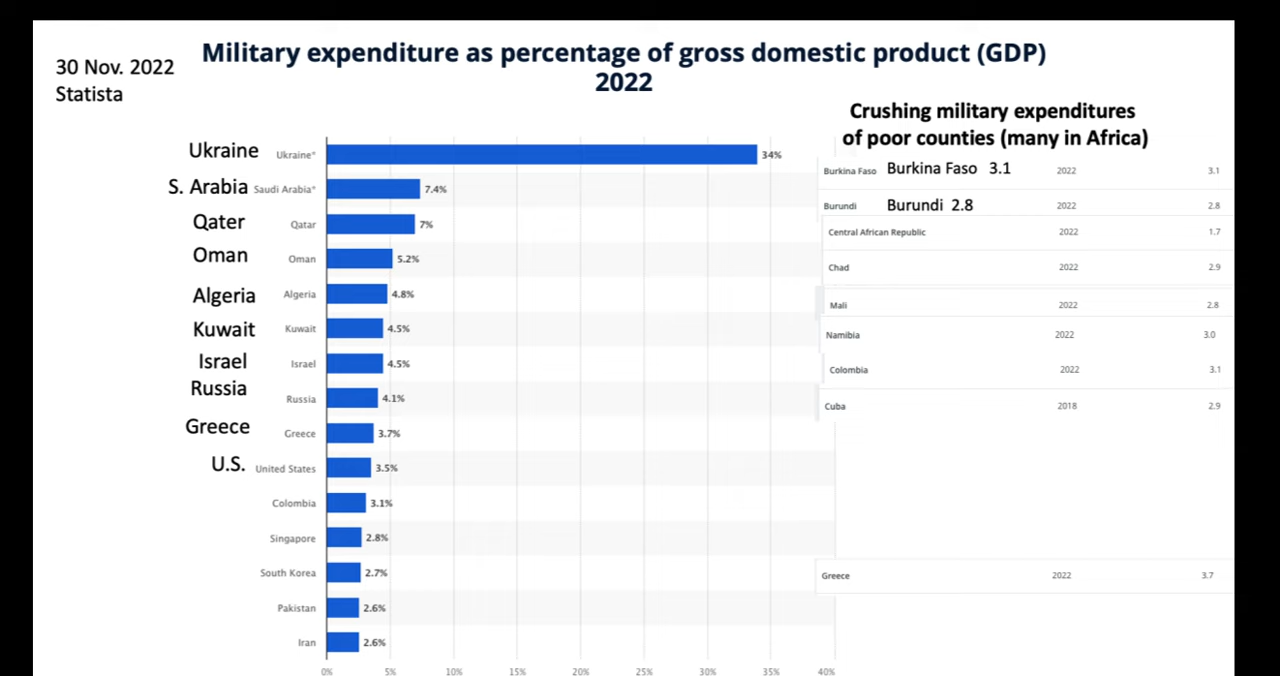 30 Nov. 2022
Statista
Military expenditure as percentage of gross domestic product (GDP)
2022
Crushing military expenditures
of poor counties (many in Africa)
Ukraine Ukraine* 34%
S. Arabia Saudi Arabia* 7.4%
Qater Qatar 7%
Oman Oman 5.2%
Algeria Algeria 4.8%
Kuwait Kuwait 4.5%
Israel Israel 4.5%
Russia Russia 4.1%
Greece Greece 3.7%
U.S. United States 3.5%
Colombia 3.1%
Singapore 2.8%
South Korea 2.7%
Pakistan 2.6%
Iran 2.6%
0% 5% 10% 15% 20% 25% 30% 35% 40%
Burkina Faso Burkina Faso 3.1 2022 3.1
Burundi Burundi 2.8 2022 2.8
Central African Republic 2022 1.7
Chad 2022 2.9
Mali 2022 2.8
Namibia 2022 3.0
Colombia 2022 3.1
Cuba 2018 2.9
Greece 2022 3.7